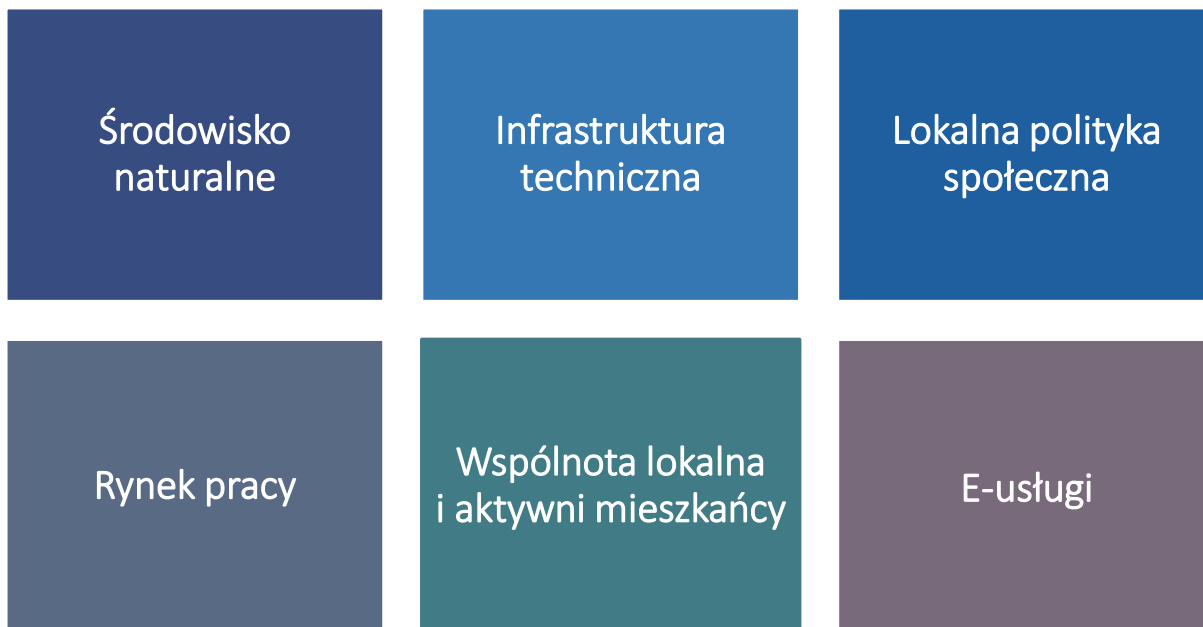 Środowisko
naturalne
Infrastruktura
techniczna
Lokalna polityka
społeczna
Rynek pracy
Wspólnota lokalna
i aktywni mieszkańcy
E-usługi